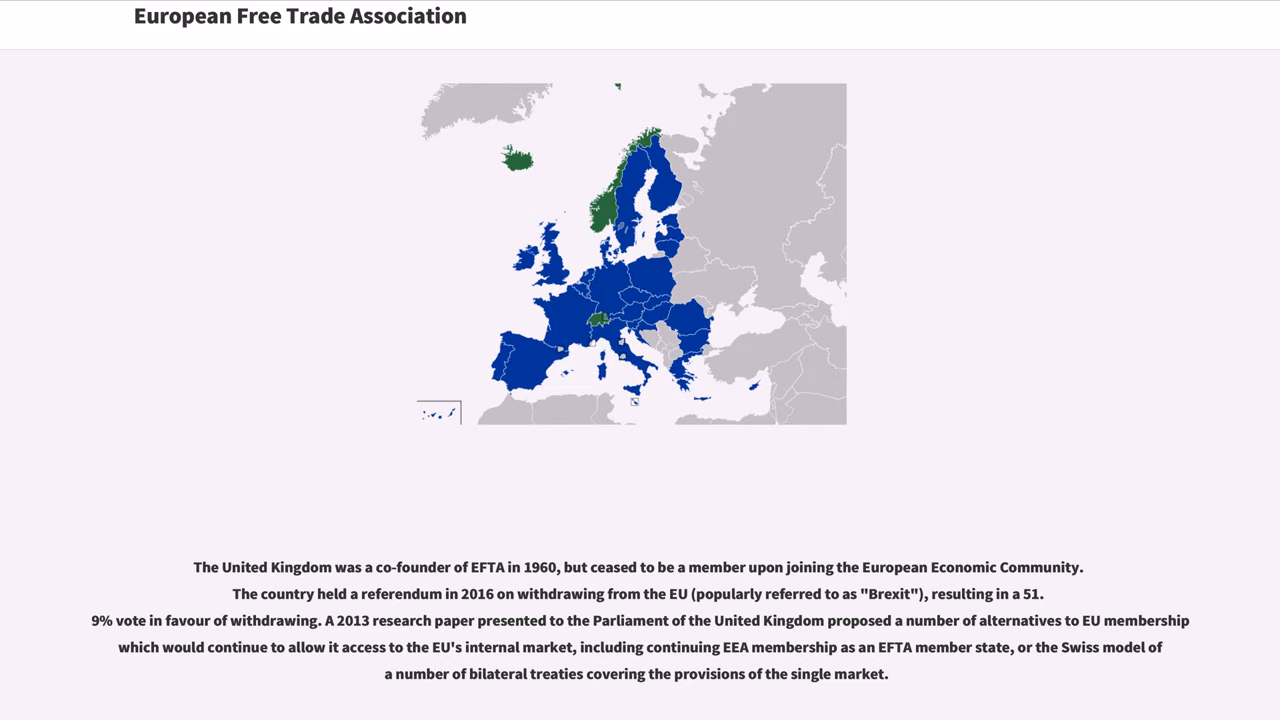 European Free Trade Association
The United Kingdom was a co-founder of EFTA in 1960, but ceased to be a member upon joining the European Economic Community.
The country held a referendum in 2016 on withdrawing from the EU (popularly referred to as "Brexit"), resulting in a 51.
9% vote in favour of withdrawing. A 2013 research paper presented to the Parliament of the United Kingdom proposed a number of alternatives to EU membership
which would continue to allow it access to the EU's internal market, including continuing EEA membership as an EFTA member state, or the Swiss model of
a number of bilateral treaties covering the provisions of the single market.